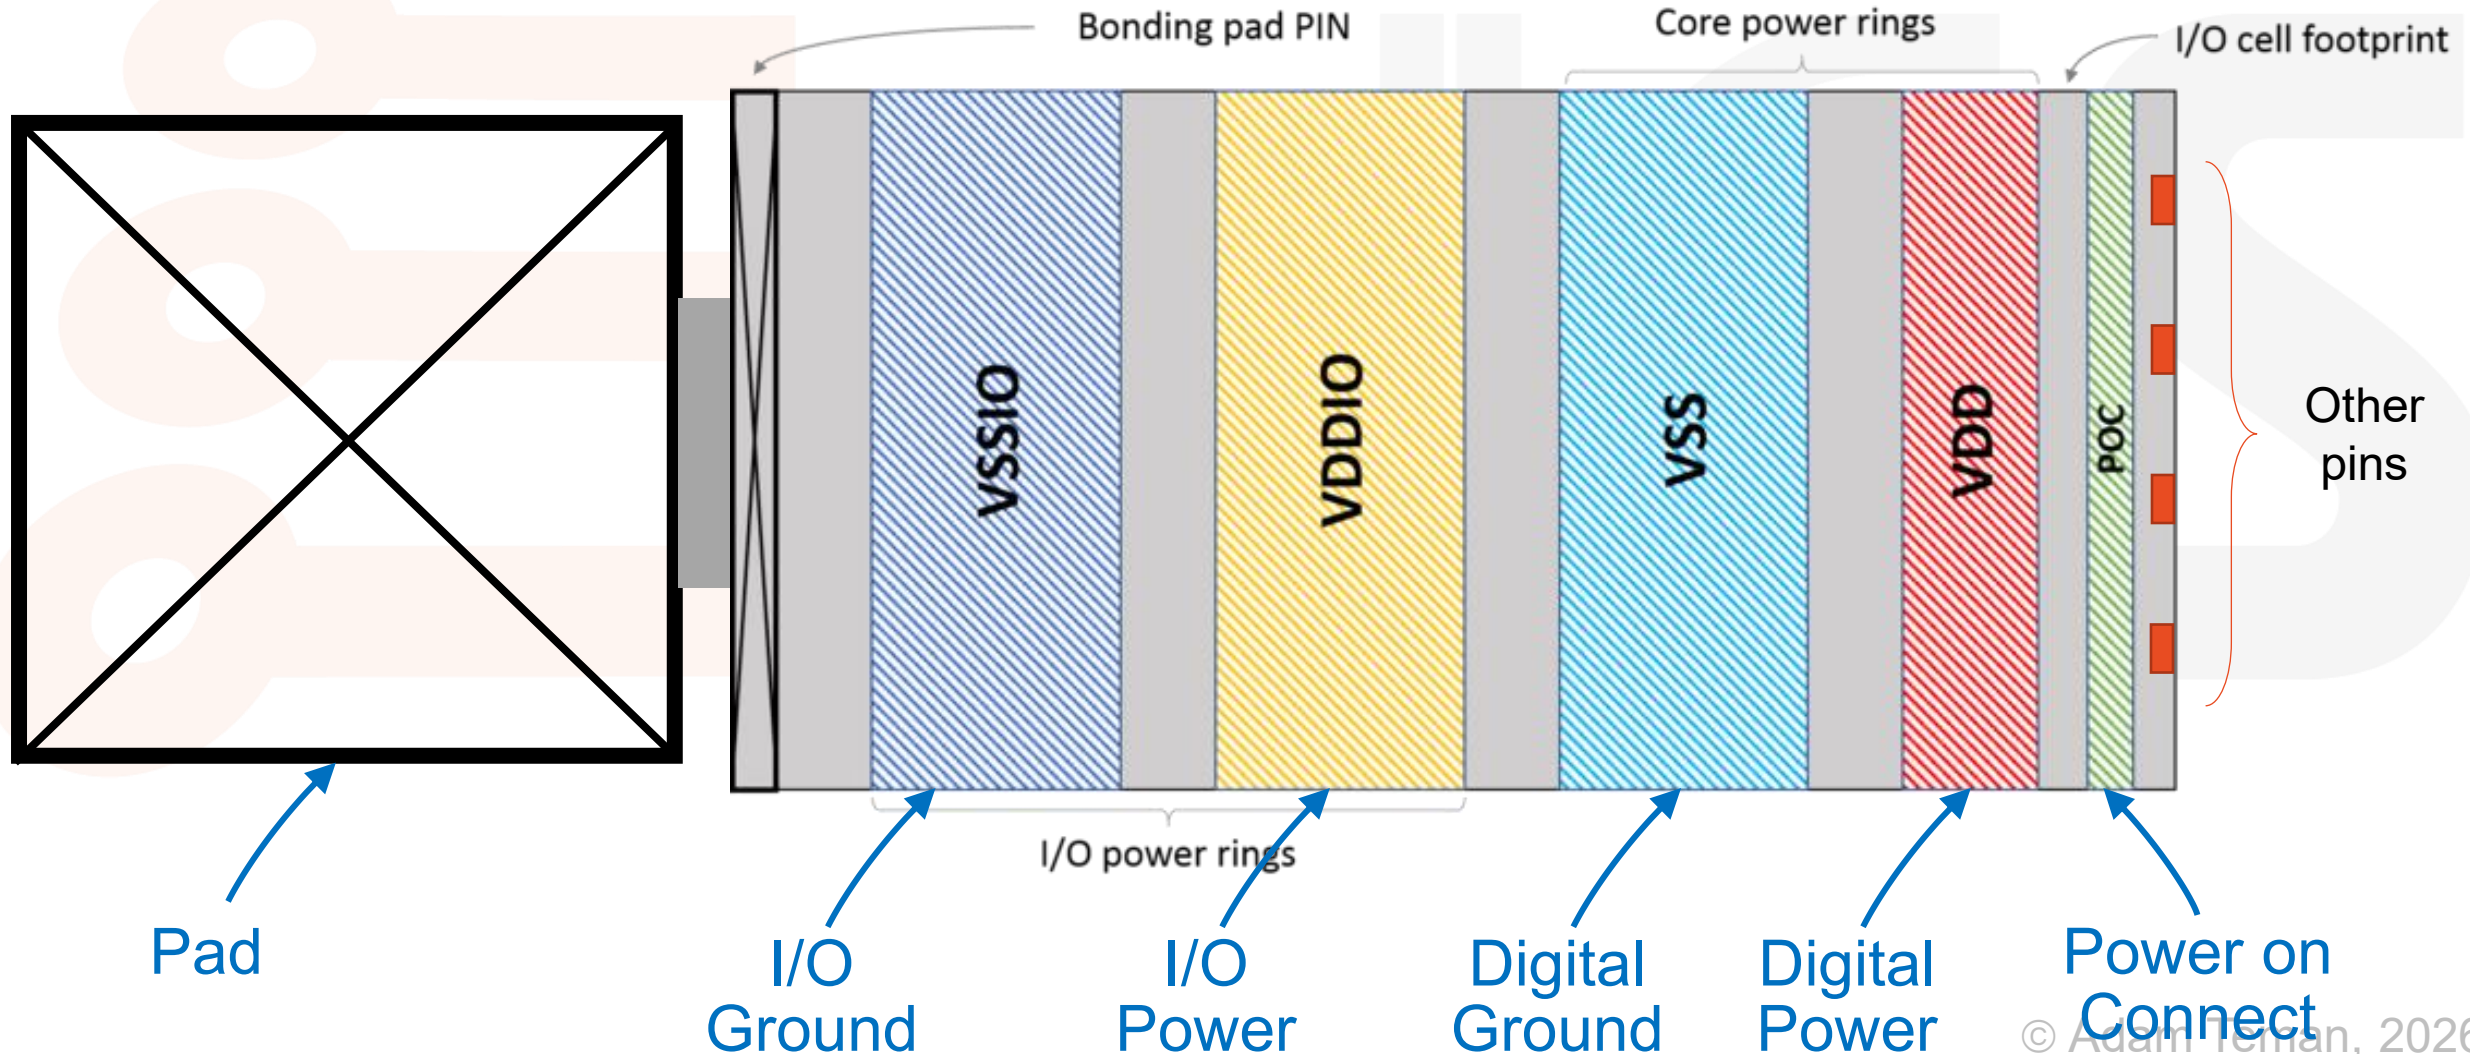 Bonding pad PIN
Core power rings
I/O cell footprint
VSSIO
VDDIO
VSS
VDD
POC
Other
pins
I/O power rings
Pad
I/O
Ground
I/O
Power
Digital
Ground
Digital
Power
Power on
Connect
© Adam Teman, 2026